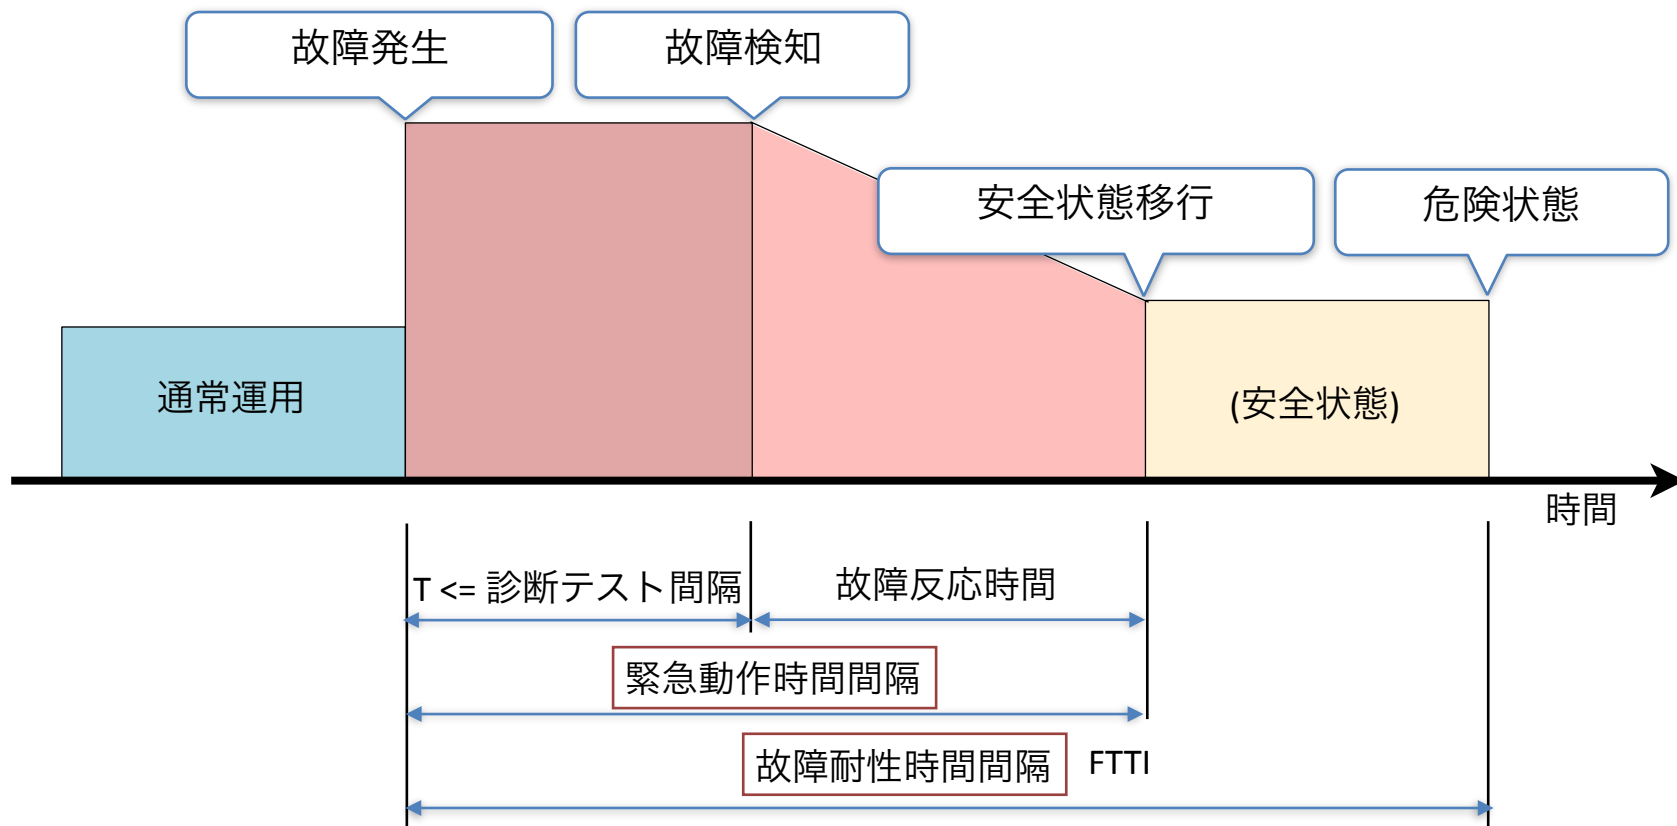 故障発生
故障検知
安全状態移行
危険状態
通常運用
(安全状態)
時間
T <= 診断テスト間隔
故障反応時間
緊急動作時間間隔
故障耐性時間間隔
FTTI